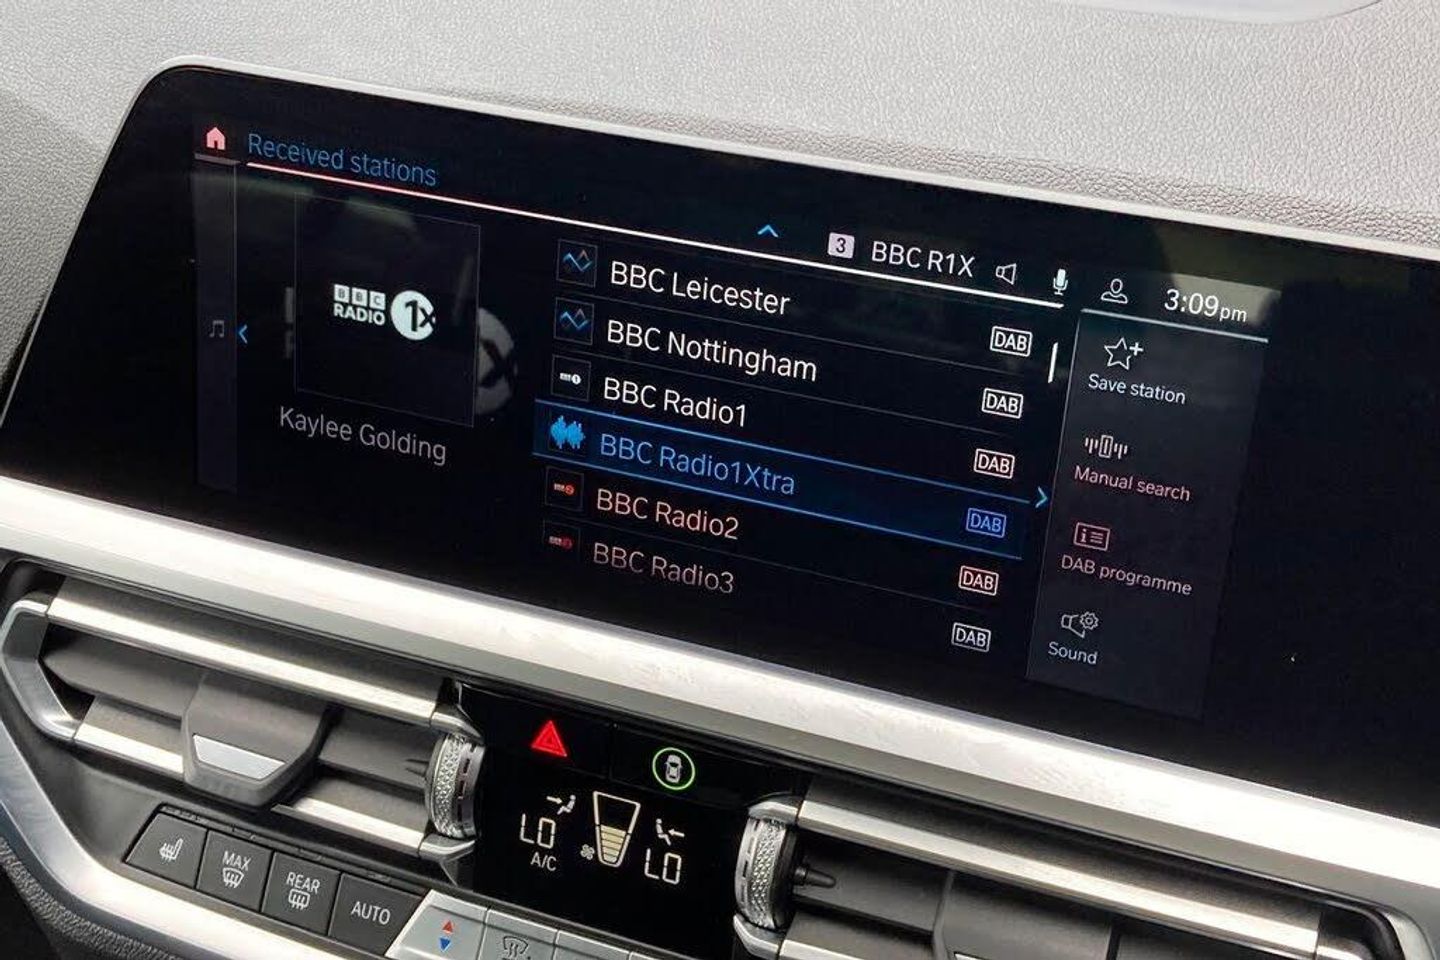 Received stations
3 BBC R1X
3:09pm
BBC
RADIO 1x
Kaylee Golding
BBC Leicester DAB
BBC Nottingham DAB
BBC Radio1 DAB
BBC Radio1Xtra DAB
BBC Radio2 DAB
BBC Radio3 DAB
Save station
Manual search
DAB programme
Sound
LO
A/C
LO
MAX
REAR
AUTO